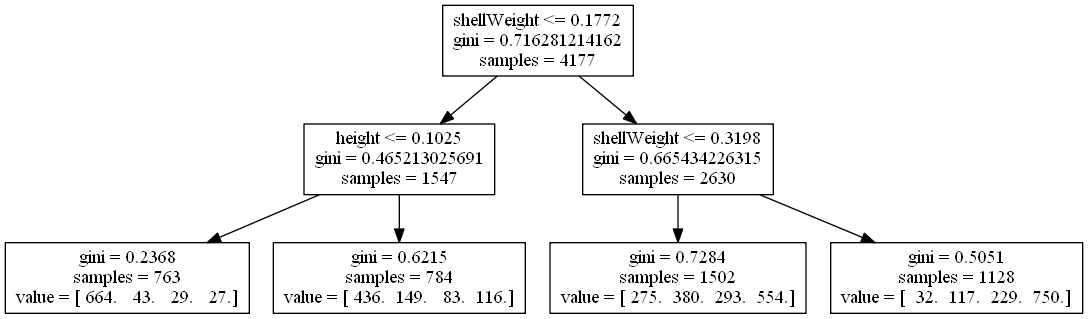 shellWeight <= 0.1772
gini = 0.716281214162
samples = 4177
height <= 0.1025
gini = 0.465213025691
samples = 1547
shellWeight <= 0.3198
gini = 0.665434226315
samples = 2630
gini = 0.2368
samples = 763
value = [ 664. 43. 29. 27.]
gini = 0.6215
samples = 784
value = [ 436. 149. 83. 116.]
gini = 0.7284
samples = 1502
value = [ 275. 380. 293. 554.]
gini = 0.5051
samples = 1128
value = [ 32. 117. 229. 750.]